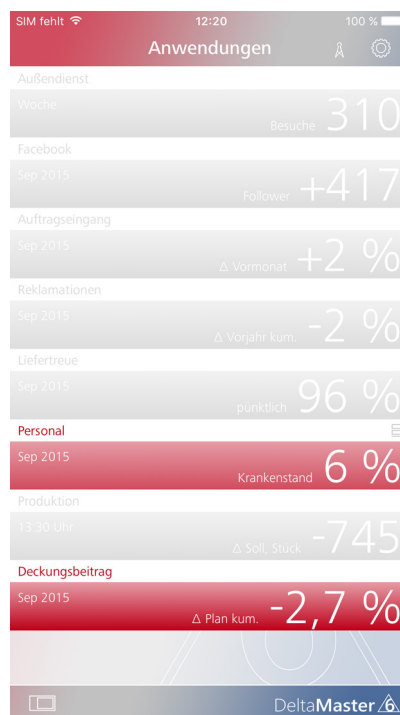 SIM fehlt 12:20 100 %
Anwendungen
Außendienst
Woche
Besuche 310
Facebook
Sep 2015
Follower +417
Auftragseingang
Sep 2015
Δ Vormonat +2 %
Reklamationen
Sep 2015
Δ Vorjahr kum. -2 %
Liefertreue
Sep 2015
pünktlich 96 %
Personal
Sep 2015
Krankenstand 6 %
Produktion
13:30 Uhr
Δ Soll, Stück -745
Deckungsbeitrag
Sep 2015
Δ Plan kum. -2,7 %
DeltaMaster 6